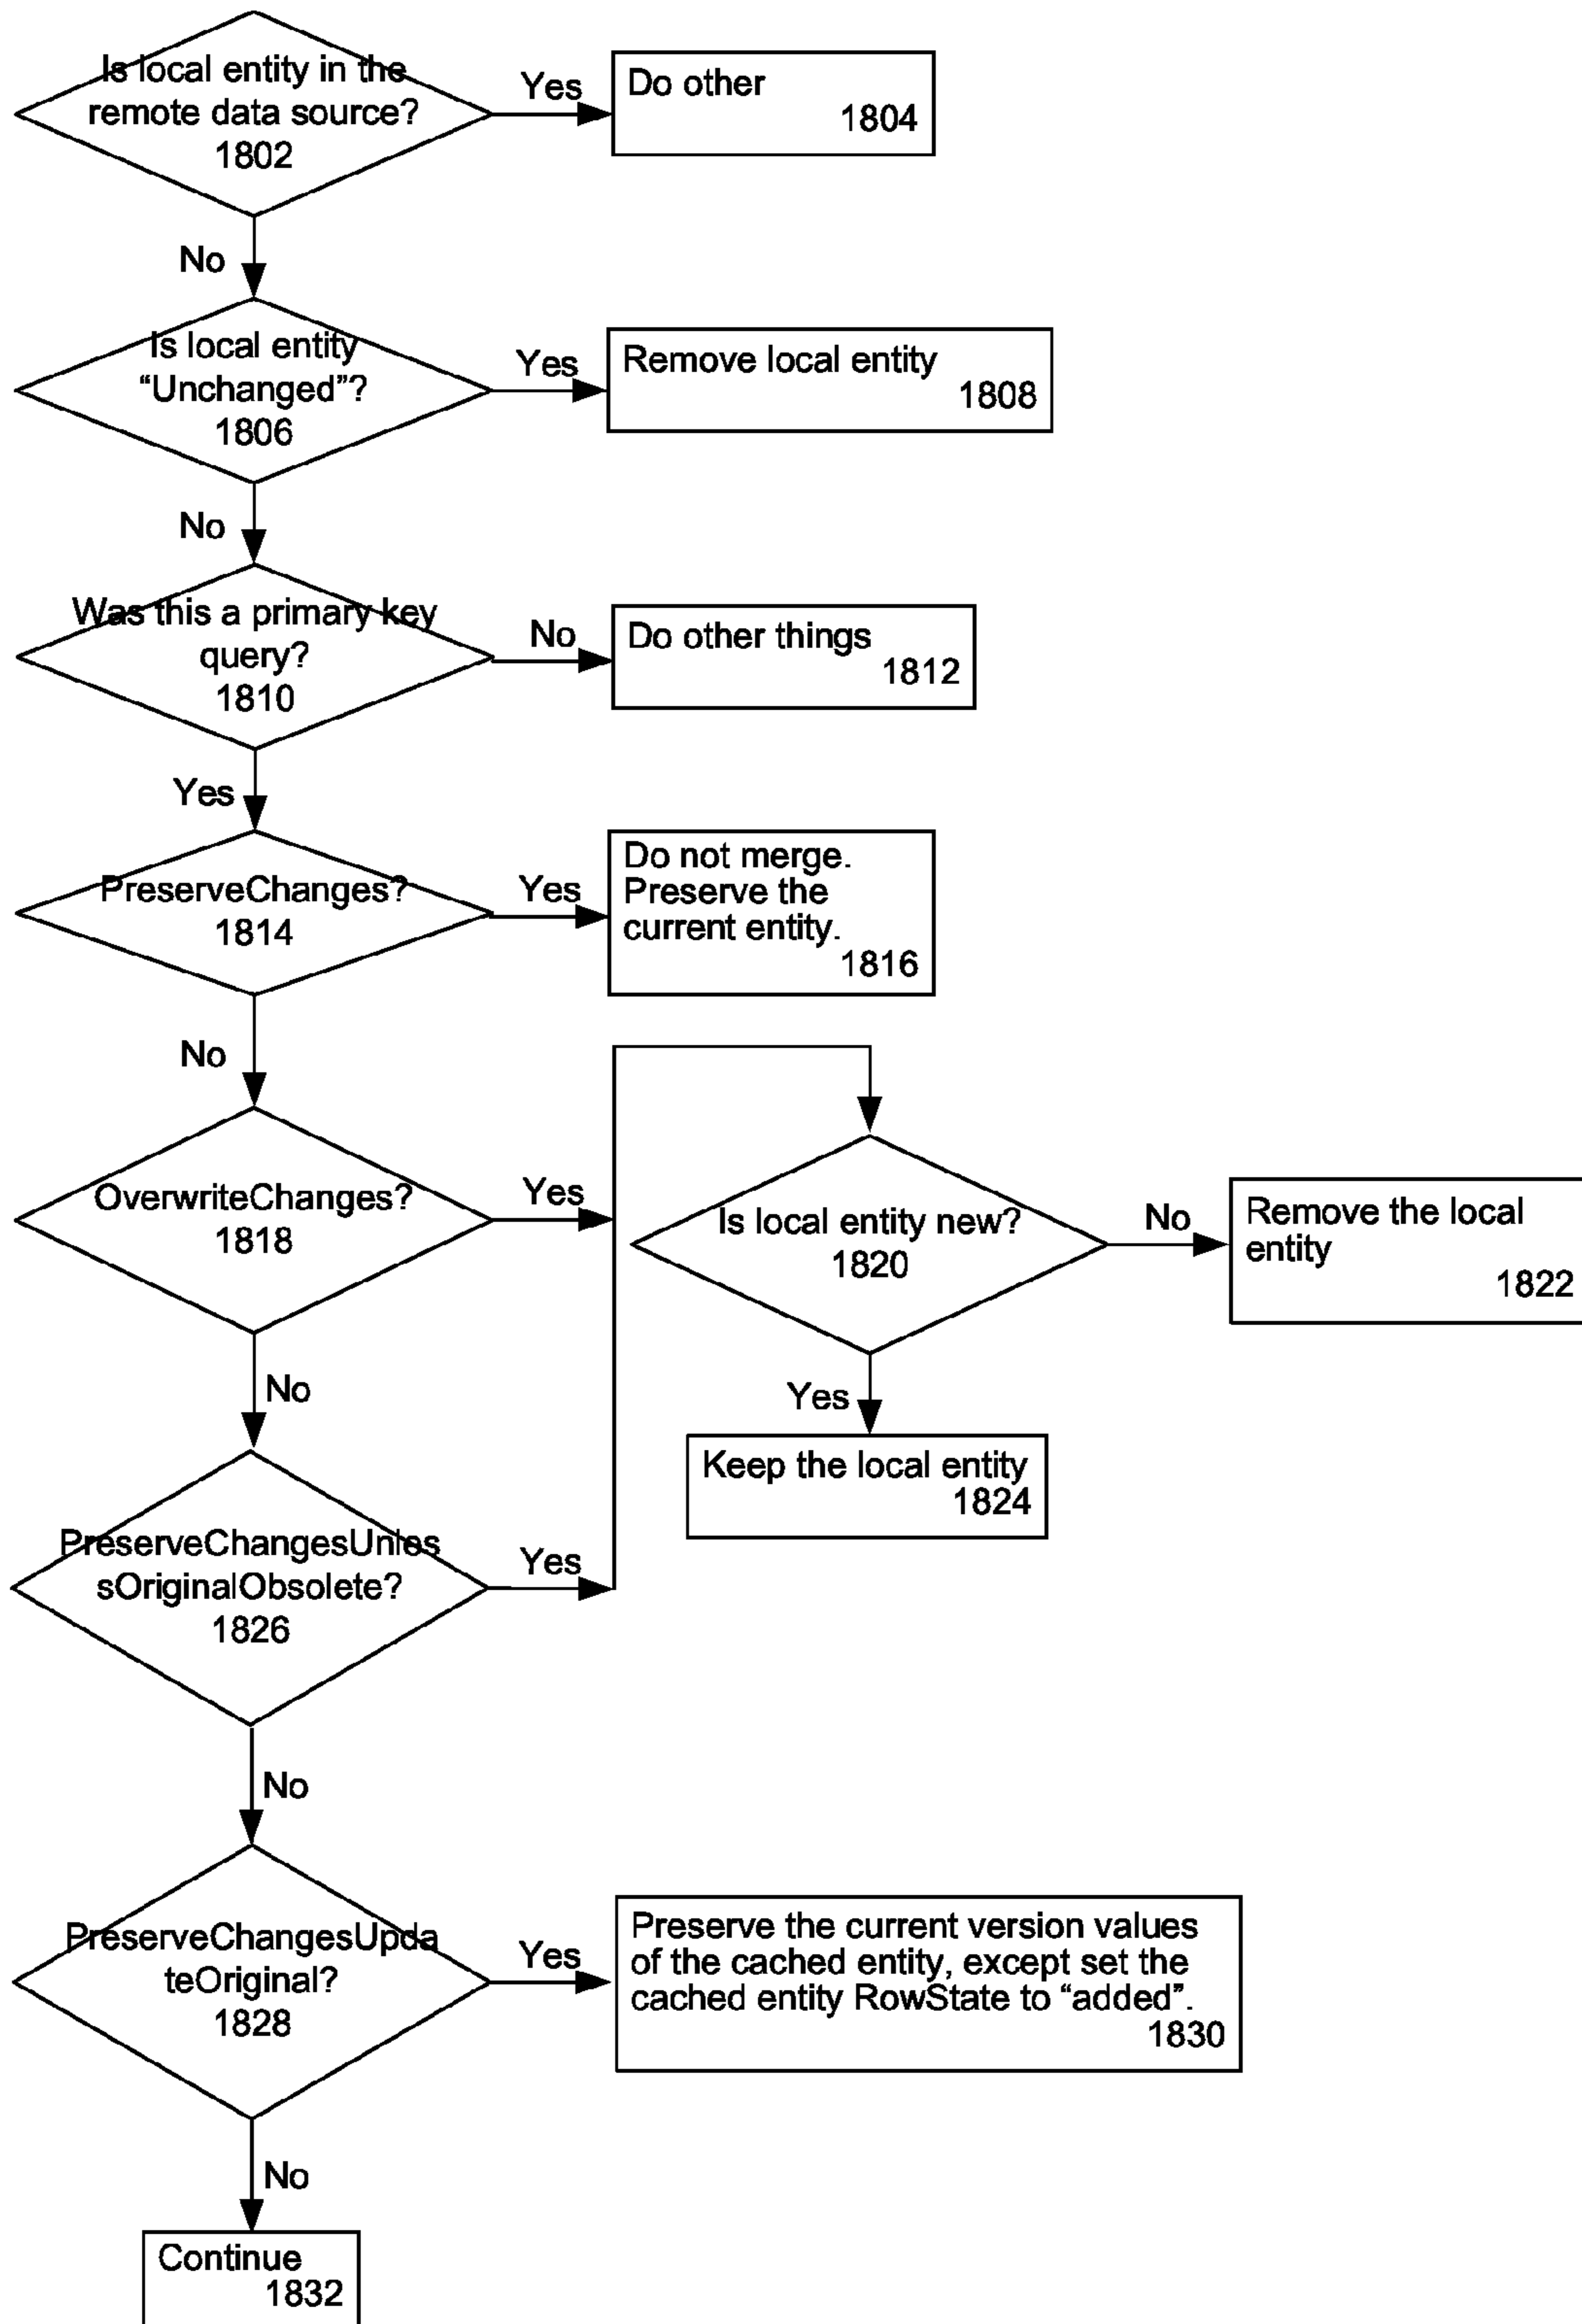 Is local entity in the
remote data source?
1802
Yes
Do other
1804
No
Is local entity
“Unchanged”?
1806
Yes
Remove local entity
1808
No
Was this a primary key
query?
1810
No
Do other things
1812
Yes
PreserveChanges?
1814
Yes
Do not merge.
Preserve the
current entity.
1816
No
OverwriteChanges?
1818
Yes
Is local entity new?
1820
No
Remove the local
entity
1822
Yes
Keep the local entity
1824
No
PreserveChangesUnles
sOriginalObsolete?
1826
Yes
No
PreserveChangesUpda
teOriginal?
1828
Yes
Preserve the current version values
of the cached entity, except set the
cached entity RowState to “added”.
1830
No
Continue
1832